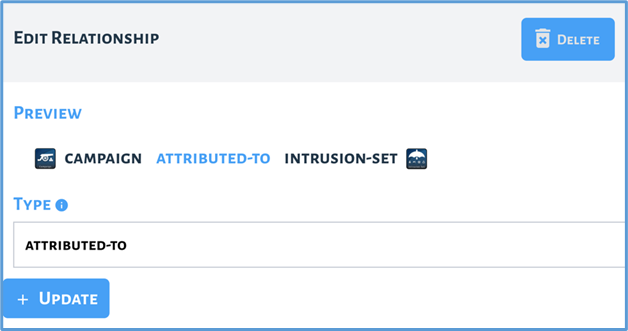 Edit Relationship
Delete
Preview
CAMPAIGN ATTRIBUTED-TO INTRUSION-SET
Type
ATTRIBUTED-TO
+ Update